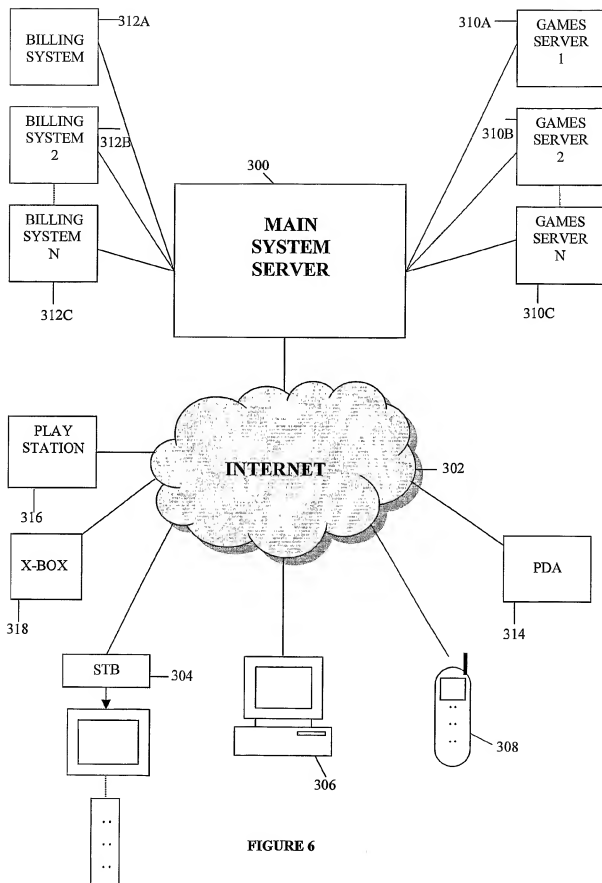 312A
BILLING
SYSTEM
310A
GAMES
SERVER
1
BILLING
SYSTEM
2
312B
310B
GAMES
SERVER
2
300
MAIN
SYSTEM
SERVER
BILLING
SYSTEM
N
312C
GAMES
SERVER
N
310C
PLAY
STATION
316
INTERNET
302
X-BOX
318
PDA
314
STB
304
306
308
FIGURE 6